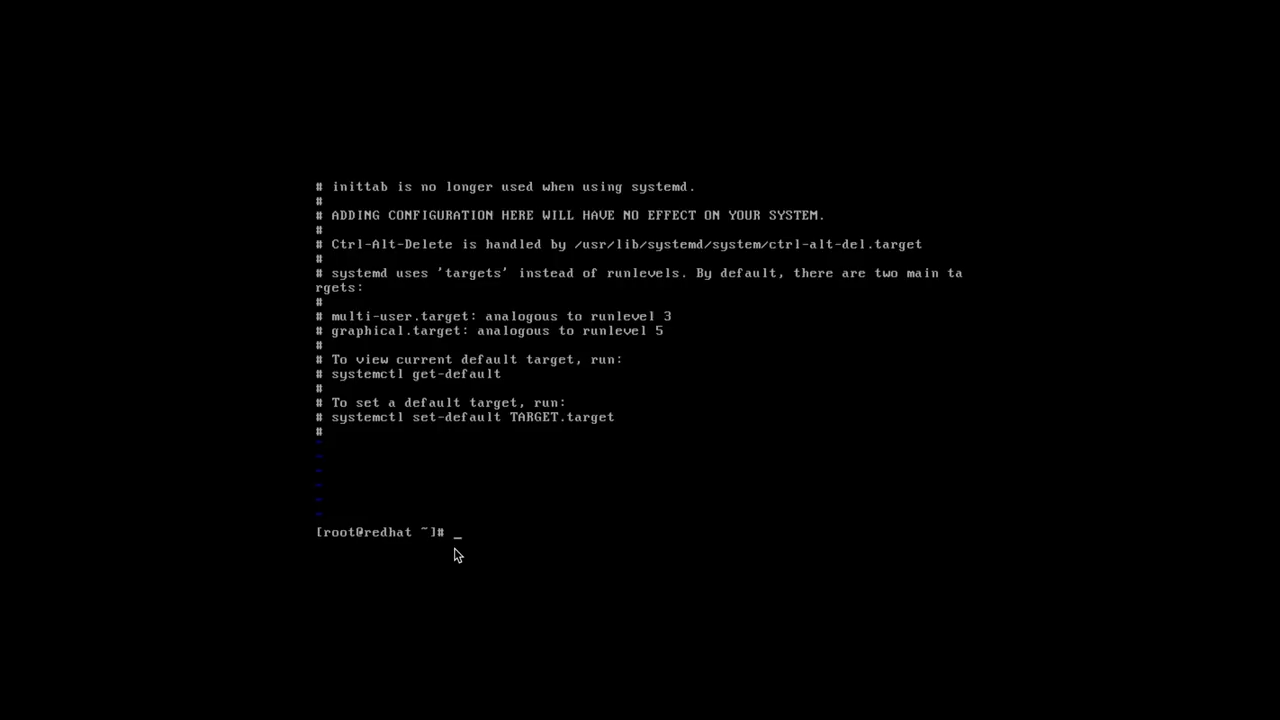 # inittab is no longer used when using systemd.
#
# ADDING CONFIGURATION HERE WILL HAVE NO EFFECT ON YOUR SYSTEM.
#
# Ctrl-Alt-Delete is handled by /usr/lib/systemd/system/ctrl-alt-del.target
#
# systemd uses 'targets' instead of runlevels. By default, there are two main ta
rgets:
#
# multi-user.target: analogous to runlevel 3
# graphical.target: analogous to runlevel 5
#
# To view current default target, run:
# systemctl get-default
#
# To set a default target, run:
# systemctl set-default TARGET.target
#
~
~
~
~
~
~
[root@redhat ~]# _